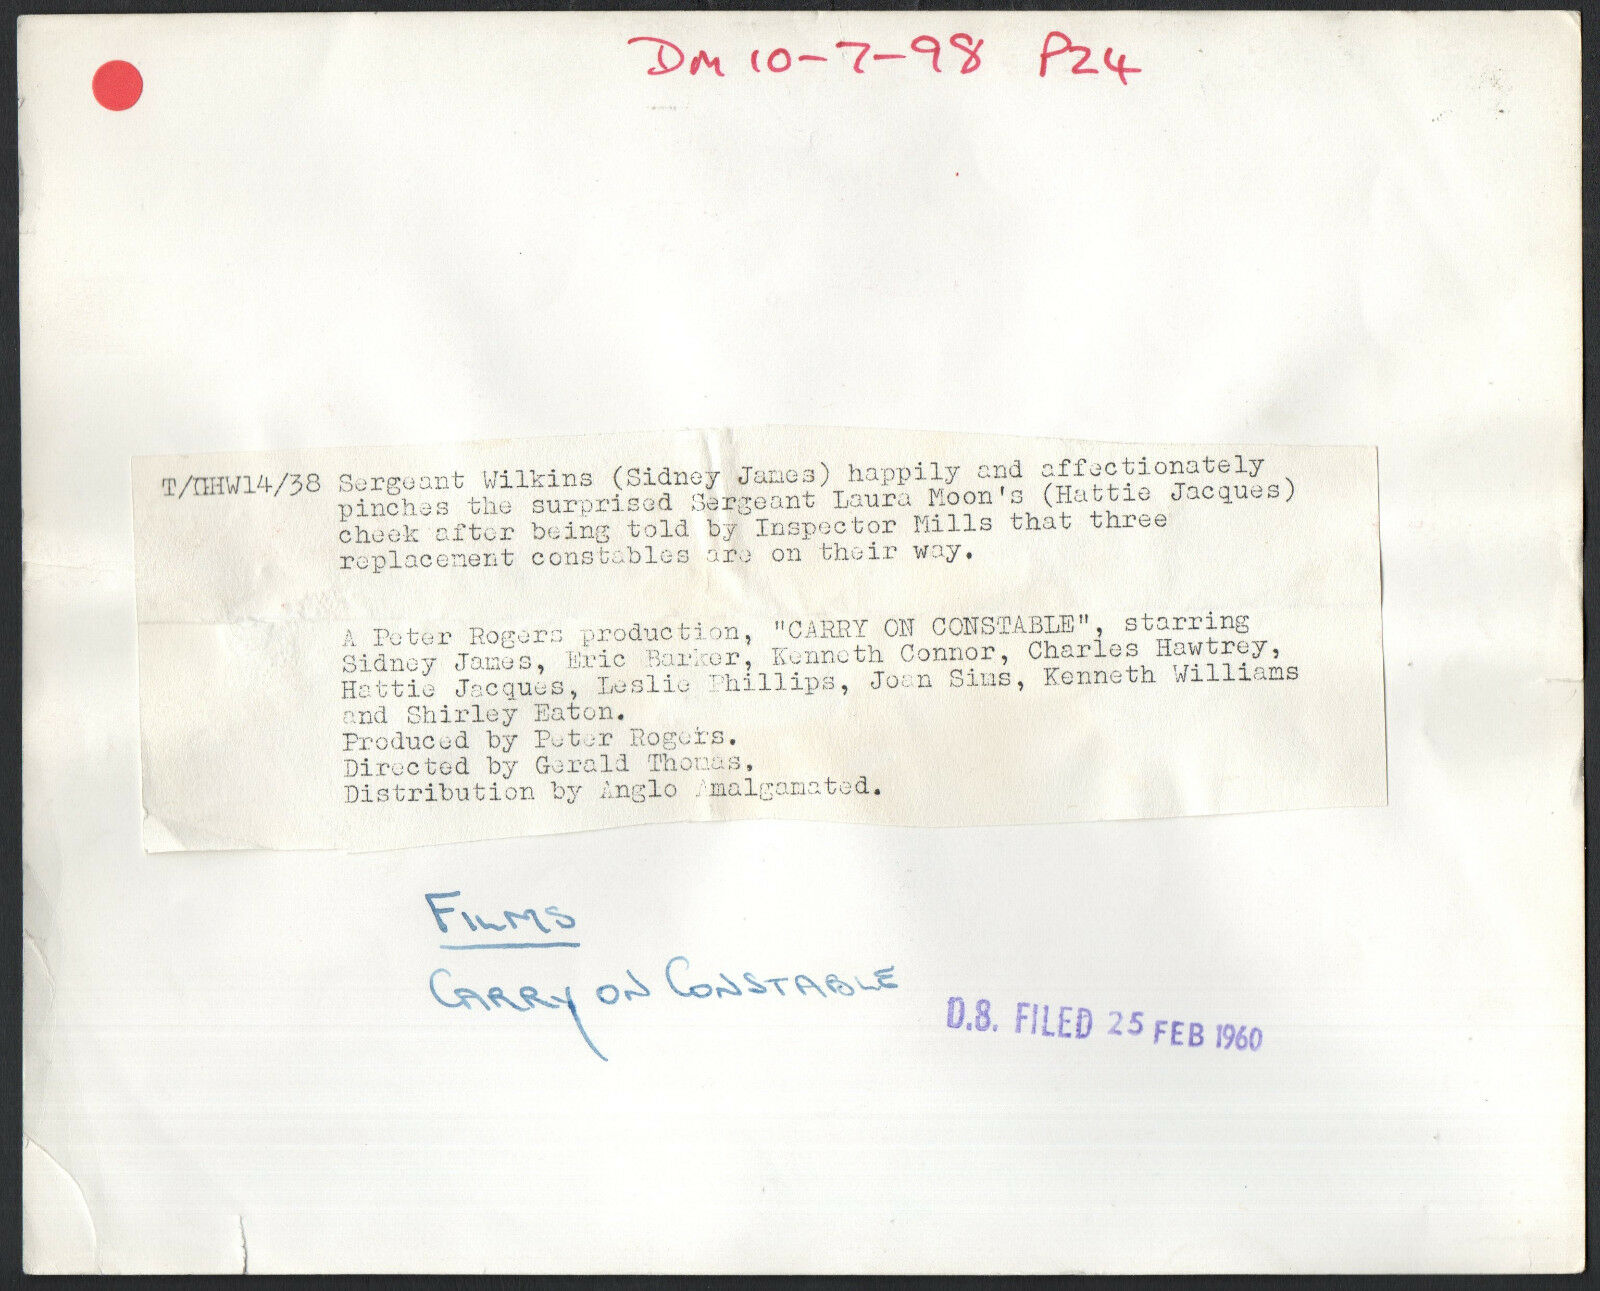 DM 10-7-98 P24
T/HHW14/38 Sergeant Wilkins (Sidney James) happily and affectionately
pinches the surprised Sergeant Laura Moon's (Hattie Jacques)
cheek after being told by Inspector Mills that three
replacement constables are on their way.
A Peter Rogers production, "CARRY ON CONSTABLE", starring
Sidney James, Eric Barker, Kenneth Connor, Charles Hawtrey,
Hattie Jacques, Leslie Phillips, Joan Sims, Kenneth Williams
and Shirley Eaton.
Produced by Peter Rogers.
Directed by Gerald Thomas.
Distribution by Anglo Amalgamated.
FILMS
CARRY ON CONSTABLE
D.8. FILED 25 FEB 1960